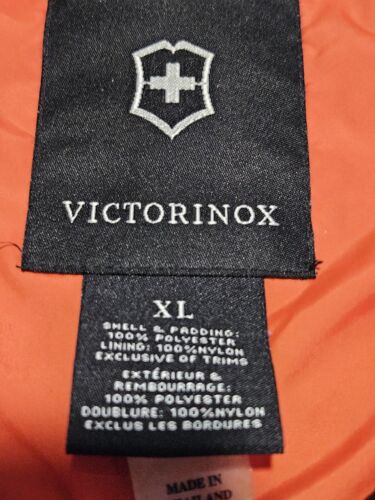 VICTORINOX
XL
SHELL & PADDING:
100% POLYESTER
LINING: 100%NYLON
EXCLUSIVE OF TRIMS
EXTÉRIEUR &
REMBOURRAGE:
100% POLYESTER
DOUBLURE: 100%NYLON
EXCLUS LES BORDURES
MADE IN